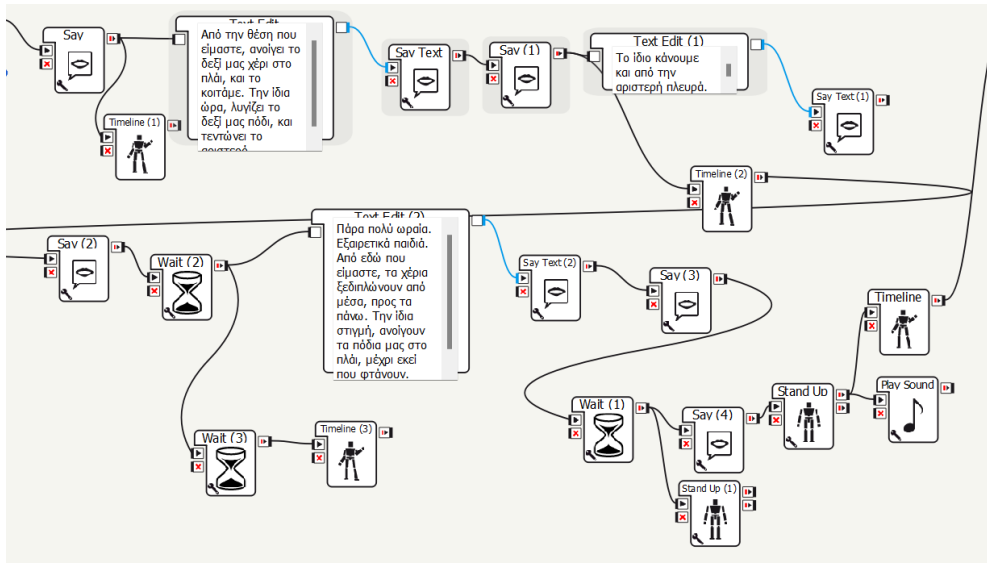 Say
Text Edit
Από την θέση που
είμαστε, ανοίγει το
δεξί μας χέρι στο
πλάι, και το
κοιτάμε. Την ίδια
ώρα, λυγίζει το
δεξί μας πόδι, και
τεντώνει το
αριστερό
Say Text
Say (1)
Text Edit (1)
Το ίδιο κάνουμε
και από την
αριστερή πλευρά.
Say Text(1)
Timeline (1)
Timeline (2)
Say (2)
Wait (2)
Text Edit (2)
Πάρα πολύ ωραία.
Εξαιρετικά παιδιά.
Από εδώ που
είμαστε, τα χέρια
ξεδιπλώνουν από
μέσα, προς τα
πάνω. Την ίδια
στιγμή, ανοίγουν
τα πόδια μας στο
πλάι, μέχρι εκεί
που φτάνουν.
Say Text(2)
Say (3)
Timeline
Wait (1)
Say (4)
Stand Up
Play Sound
Wait (3)
Timeline (3)
Stand Up (1)